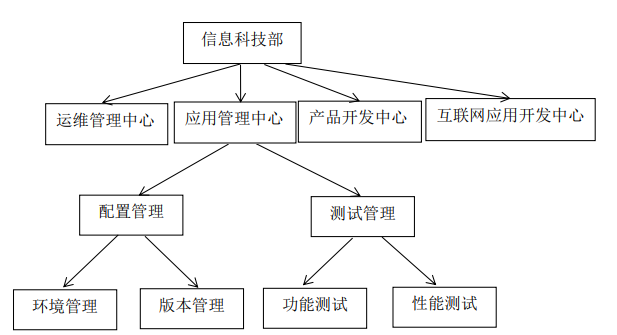 信息科技部
运维管理中心
应用管理中心
产品开发中心
互联网应用开发中心
配置管理
测试管理
环境管理
版本管理
功能测试
性能测试